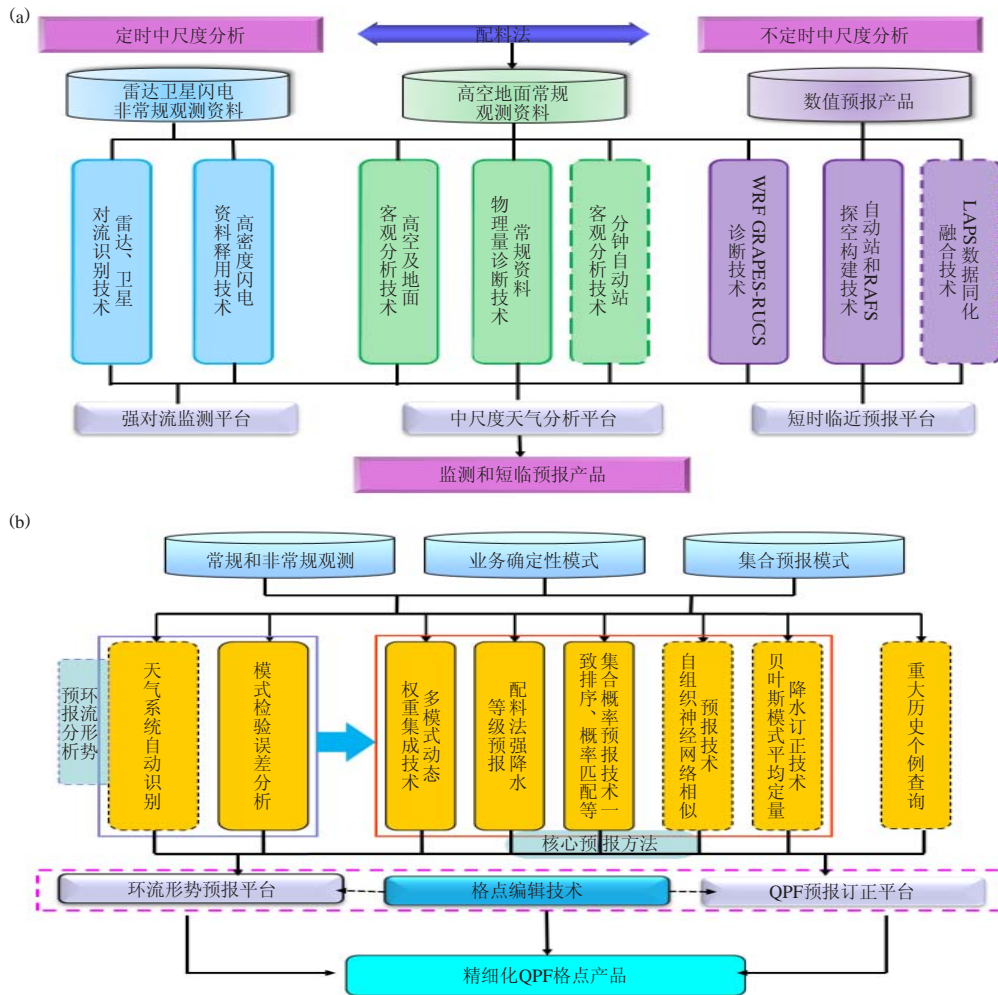 (a)
定时中尺度分析
配料法
不定时中尺度分析
雷达卫星闪电
非常规观测资料
高空地面常规
观测资料
数值预报产品
雷达、卫星
对流识别技术
高密度闪电
资料释用技术
高空及地面
客观分析技术
常规资料
物理量诊断技术
分钟自动站
客观分析技术
WRF GRAPES-RUCS
诊断技术
自动站和RAFS
探空构建技术
LAPS数据同化
融合技术
强对流监测平台
中尺度天气分析平台
短时临近预报平台
监测和短临预报产品
(b)
常规和非常规观测
业务确定性模式
集合预报模式
环流形势
预报分析
天气系统自动识别
模式检验误差分析
多模式动态
权重集成技术
配料法强降水
等级预报
集合概率预报技术一
致排序、概率匹配等
预报技术
自组织神经网络相似
降水订正技术
贝叶斯模式平均定量
重大历史个例查询
核心预报方法
环流形势预报平台
格点编辑技术
QPF预报订正平台
精细化QPF格点产品